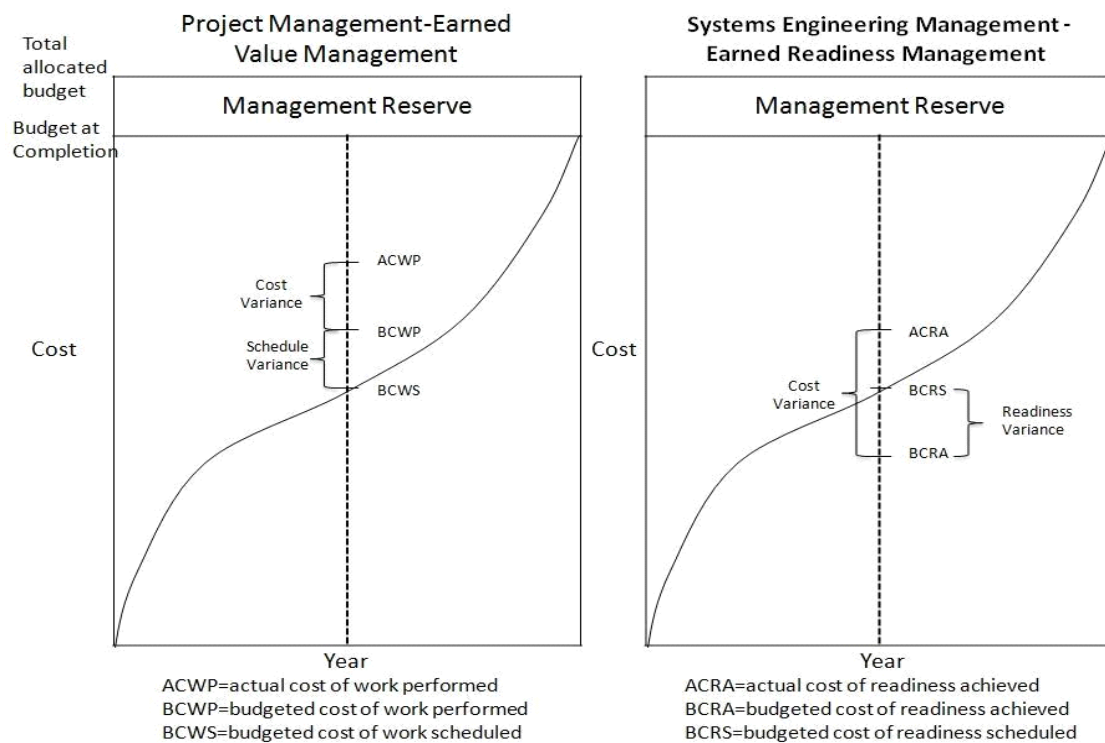 Project Management-Earned
Value Management
Total
allocated
budget
Management Reserve
Budget at
Completion
ACWP
Cost
Variance
BCWP
Schedule
Variance
BCWS
Cost
Year
ACWP=actual cost of work performed
BCWP=budgeted cost of work performed
BCWS=budgeted cost of work scheduled
Systems Engineering Management -
Earned Readiness Management
Management Reserve
Cost
ACRA
Cost
Variance
BCRS
Readiness
Variance
BCRA
Year
ACRA=actual cost of readiness achieved
BCRA=budgeted cost of readiness achieved
BCRS=budgeted cost of readiness scheduled